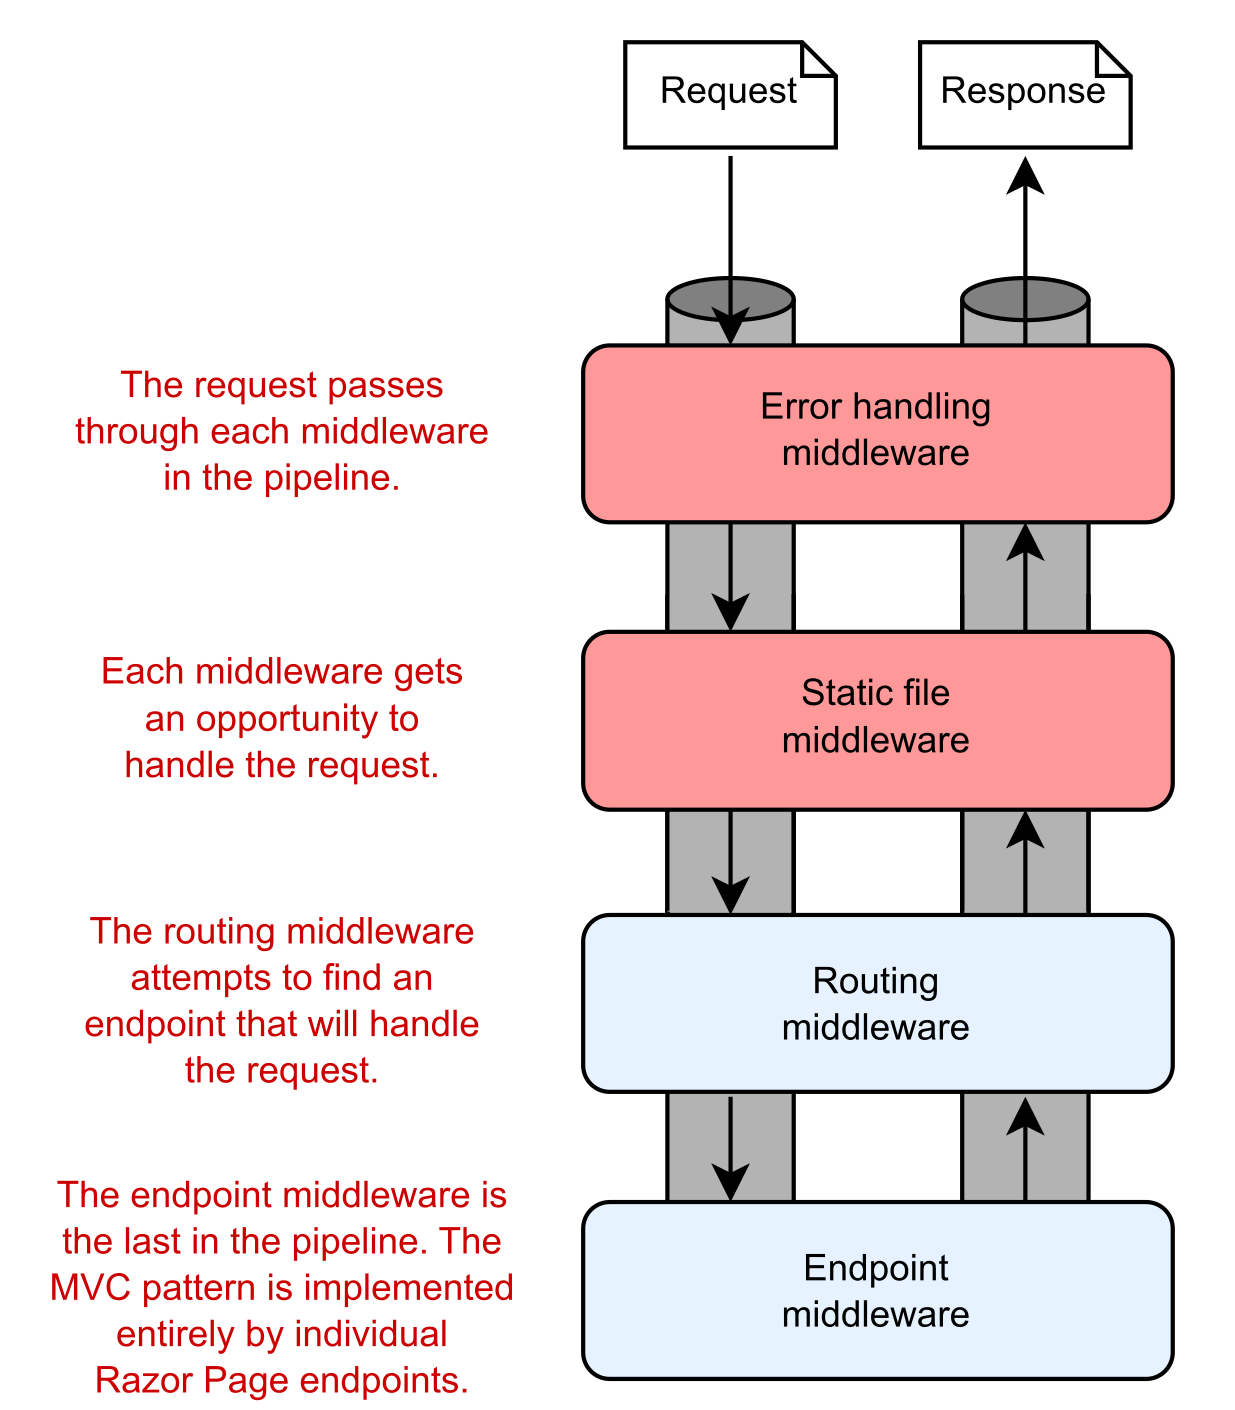 Request
Response
The request passes
through each middleware
in the pipeline.
Error handling
middleware
Each middleware gets
an opportunity to
handle the request.
Static file
middleware
The routing middleware
attempts to find an
endpoint that will handle
the request.
Routing
middleware
The endpoint middleware is
the last in the pipeline. The
MVC pattern is implemented
entirely by individual
Razor Page endpoints.
Endpoint
middleware